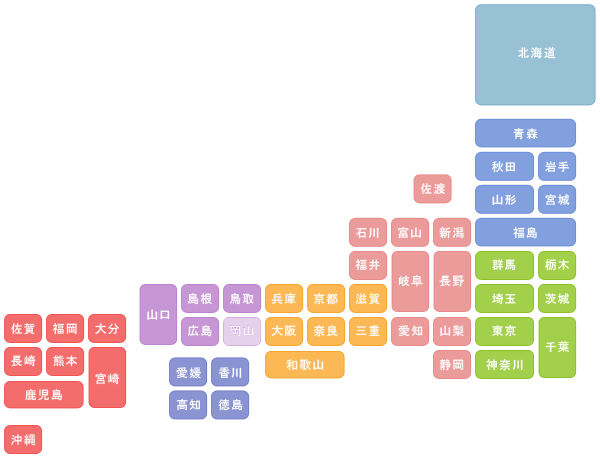 北海道
青森
秋田
岩手
山形
宮城
福島
佐渡
石川
富山
新潟
福井
岐阜
長野
群馬
栃木
埼玉
茨城
東京
千葉
神奈川
愛知
山梨
静岡
兵庫
京都
滋賀
大阪
奈良
三重
和歌山
山口
島根
鳥取
広島
岡山
愛媛
香川
高知
徳島
佐賀
福岡
大分
長崎
熊本
宮崎
鹿児島
沖縄